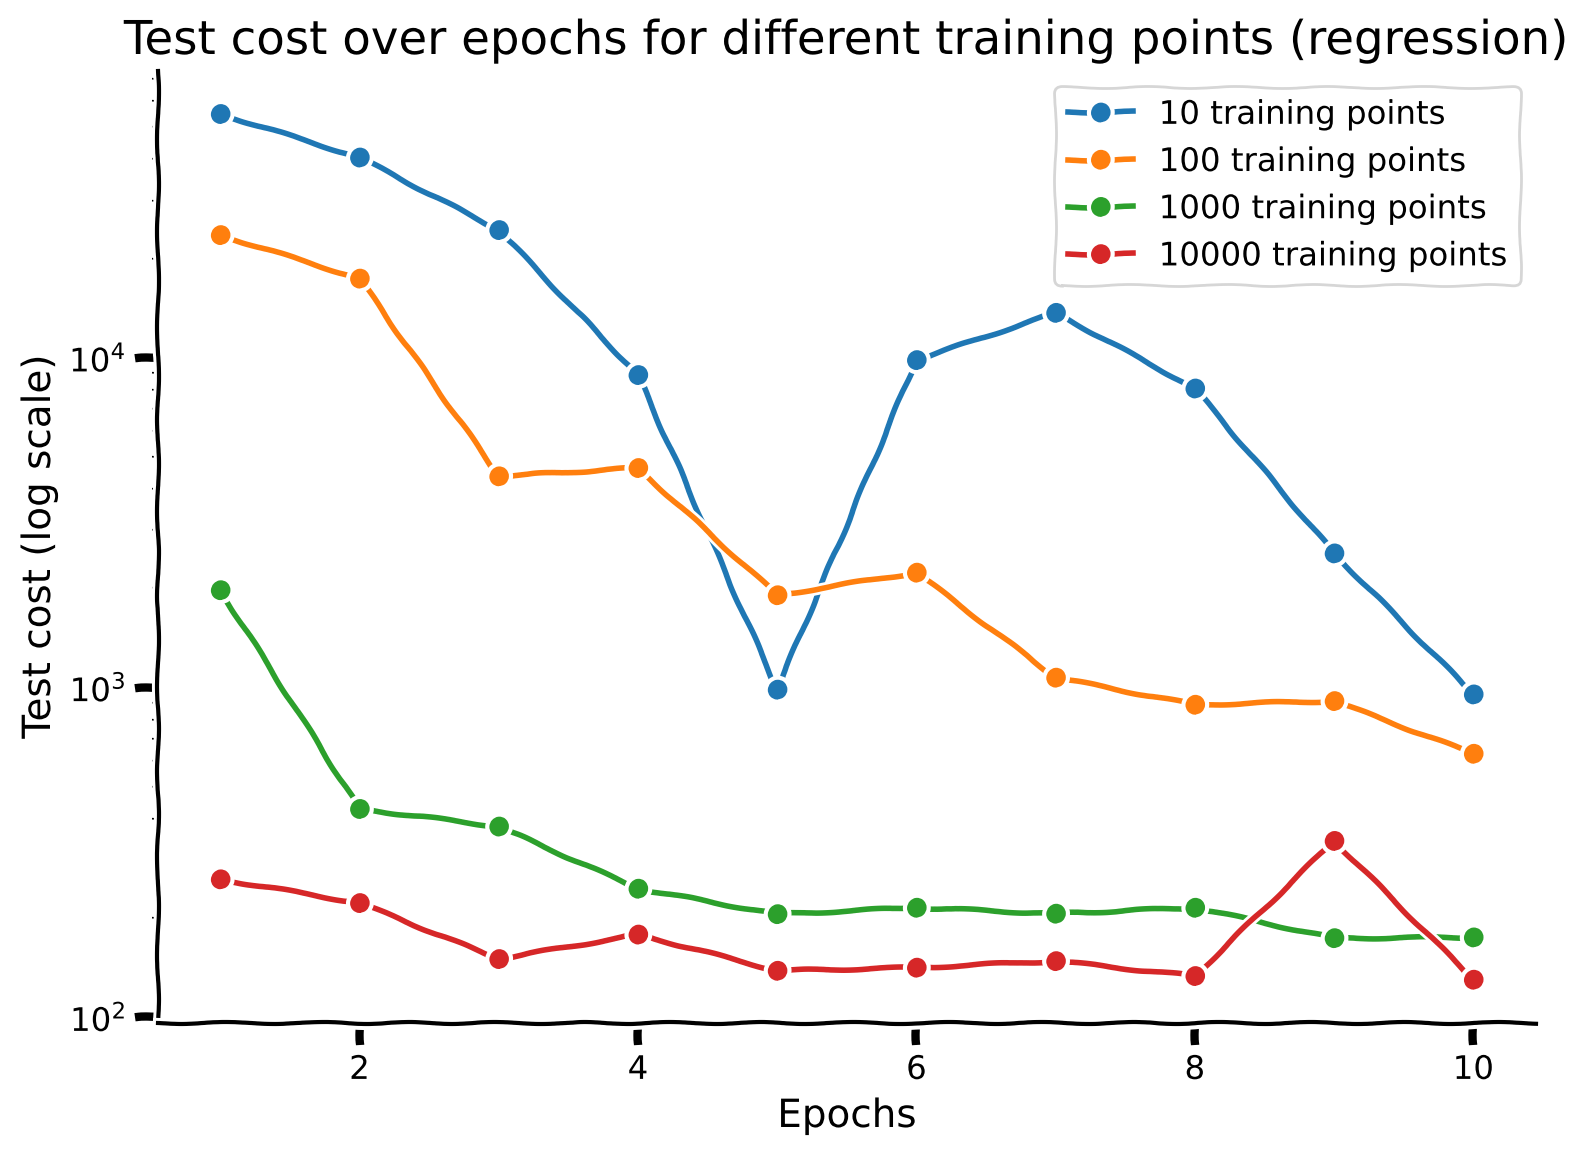 Test cost over epochs for different training points (regression)
10 training points
100 training points
1000 training points
10000 training points
Test cost (log scale)
10⁴
10³
10²
2 4 6 8 10
Epochs